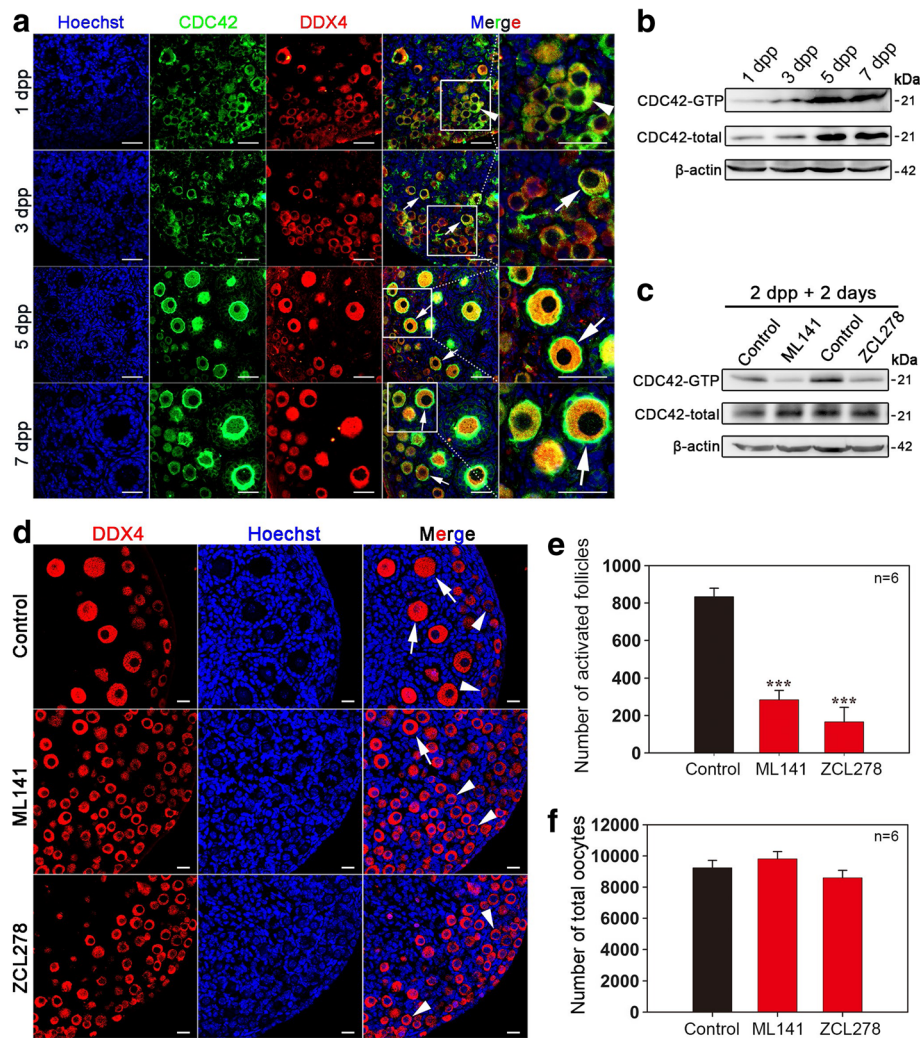 a
Hoechst CDC42 DDX4 Merge
1 dpp
3 dpp
5 dpp
7 dpp
b
1 dpp 3 dpp 5 dpp 7 dpp
kDa
CDC42-GTP -21
CDC42-total -21
β-actin -42
c
2 dpp + 2 days
Control ML141 Control ZCL278
kDa
CDC42-GTP -21
CDC42-total -21
β-actin -42
d
DDX4 Hoechst Merge
Control
ML141
ZCL278
e
Number of activated follicles
1000
800
600
400
200
0
n=6
***
***
Control ML141 ZCL278
f
Number of total oocytes
12000
10000
8000
6000
4000
2000
0
n=6
Control ML141 ZCL278